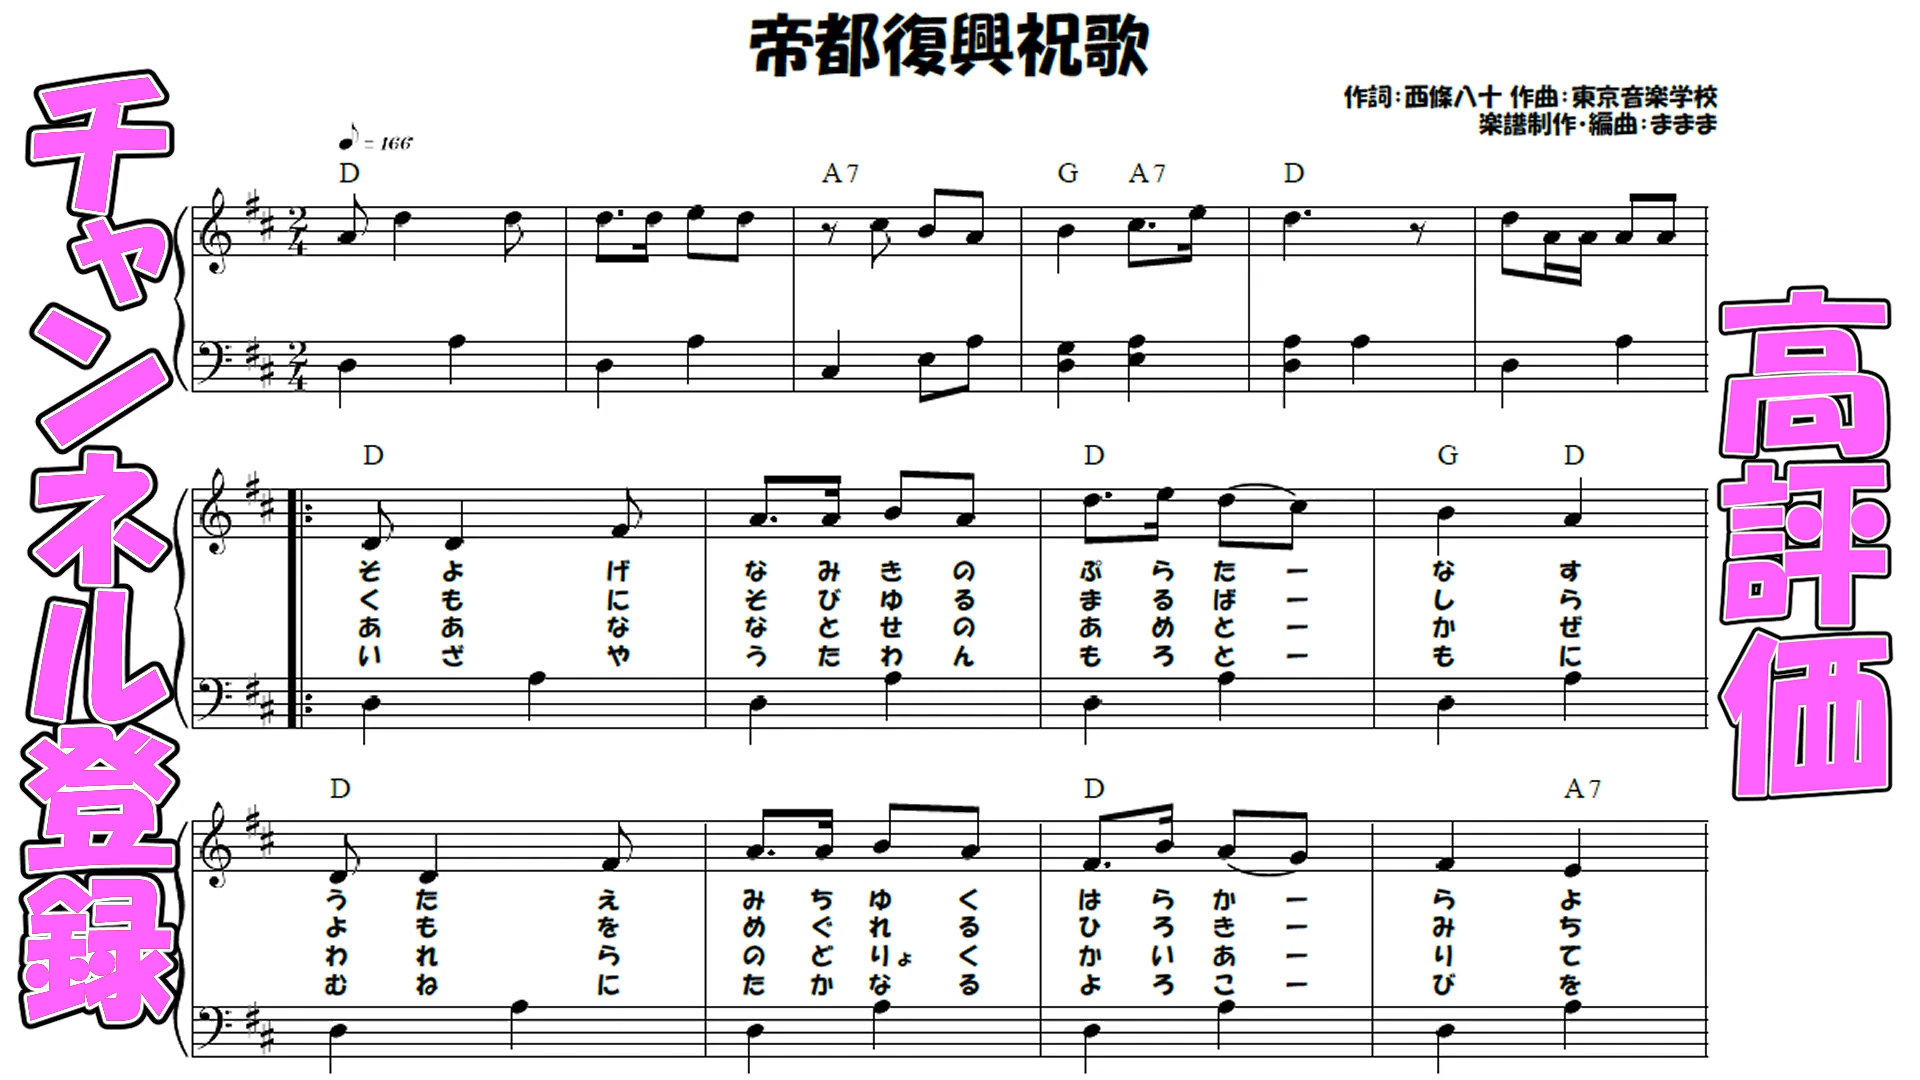 帝都復興祝歌
作詞:西條八十 作曲:東京音楽学校
楽譜制作・編曲:ままま
チャンネル登録
高評価
♪ = 166
D A7 G A7 D
2/4
2/4
D D G D
そ よ げ な み き の ぷ ら た ー な す
く も に そ び ゆ る ま る ば ー し ら
あ あ な な と せ の あ め と ー か ぜ
い ざ や う た わ ん も ろ と ー も に
D D A7
う た え み ち ゆ く は ら か ー ら よ
よ も を め ぐ れ る ひ ろ き ー み ち
わ れ ら の ど りょ く か い あ ー り て
む ね に た か な る よ ろ こ ー び を